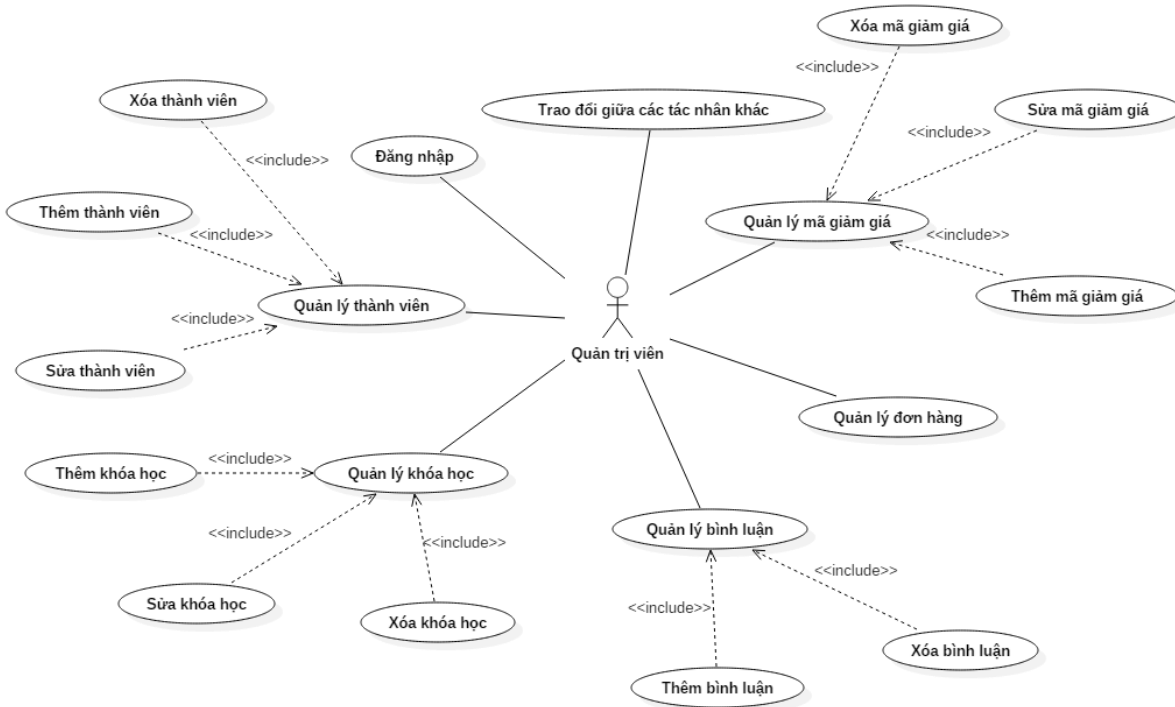 Xóa mã giảm giá
<<include>>
Xóa thành viên
Trao đổi giữa các tác nhân khác
Sửa mã giảm giá
<<include>>
<<include>>
Đăng nhập
Thêm thành viên
<<include>>
Quản lý mã giảm giá
<<include>>
Quản lý thành viên
Thêm mã giảm giá
<<include>>
Quản trị viên
Sửa thành viên
Quản lý đơn hàng
Thêm khóa học
<<include>>
Quản lý khóa học
Quản lý bình luận
<<include>>
<<include>>
<<include>>
Sửa khóa học
<<include>>
Xóa khóa học
Xóa bình luận
Thêm bình luận